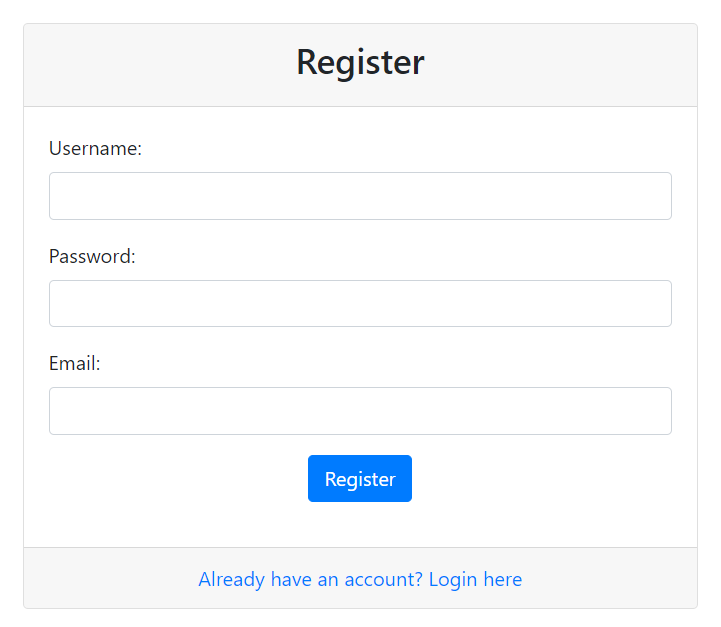 Register
Username:
Password:
Email:
Register
Already have an account? Login here